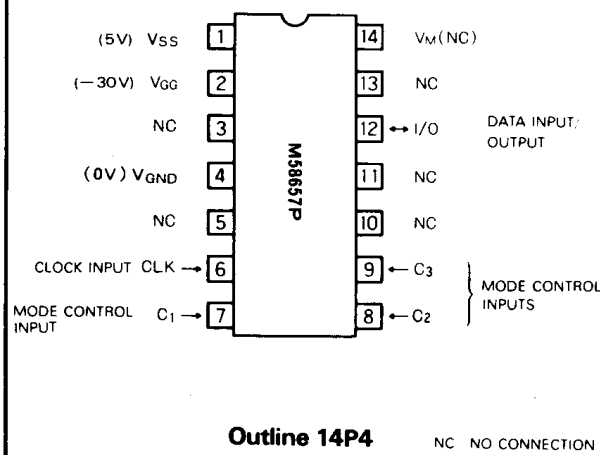 (5V) VSS 1 14 VM(NC)
(−30V) VGG 2 13 NC
NC 3 12 ↔ I/O DATA INPUT/
OUTPUT
(0V) VGND 4 11 NC
NC 5 10 NC
CLOCK INPUT CLK → 6 9 ← C3
MODE CONTROL
INPUTS
MODE CONTROL
INPUT C1 → 7 8 ← C2
M58657P
Outline 14P4 NC NO CONNECTION